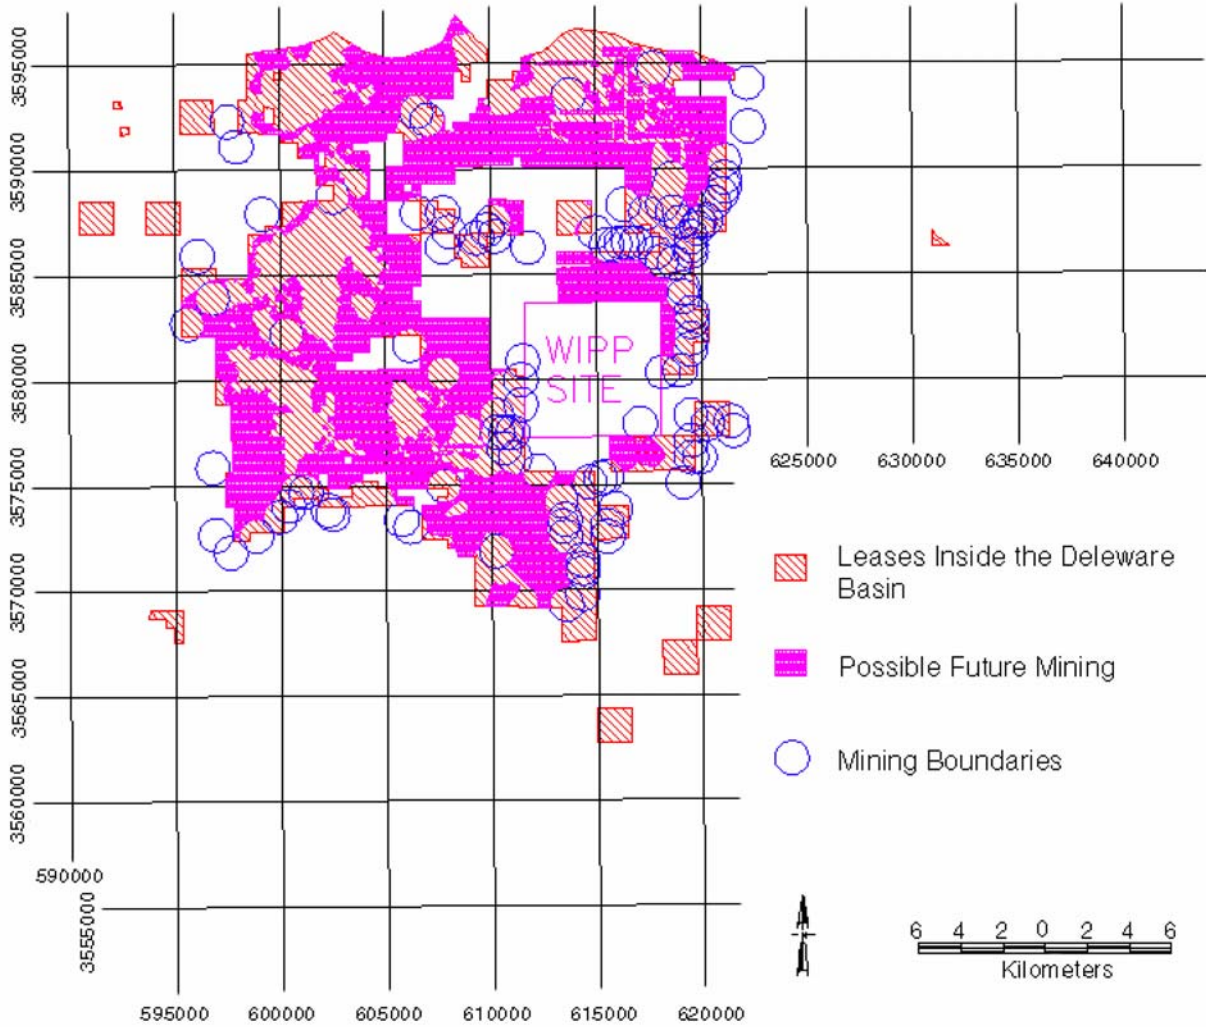 3595000
3590000
3585000
3580000
3575000
3570000
3565000
3560000
3555000
590000
595000
600000
605000
610000
615000
620000
625000
630000
635000
640000
WIPP
SITE
Leases Inside the Deleware
Basin
Possible Future Mining
Mining Boundaries
6 4 2 0 2 4 6
Kilometers